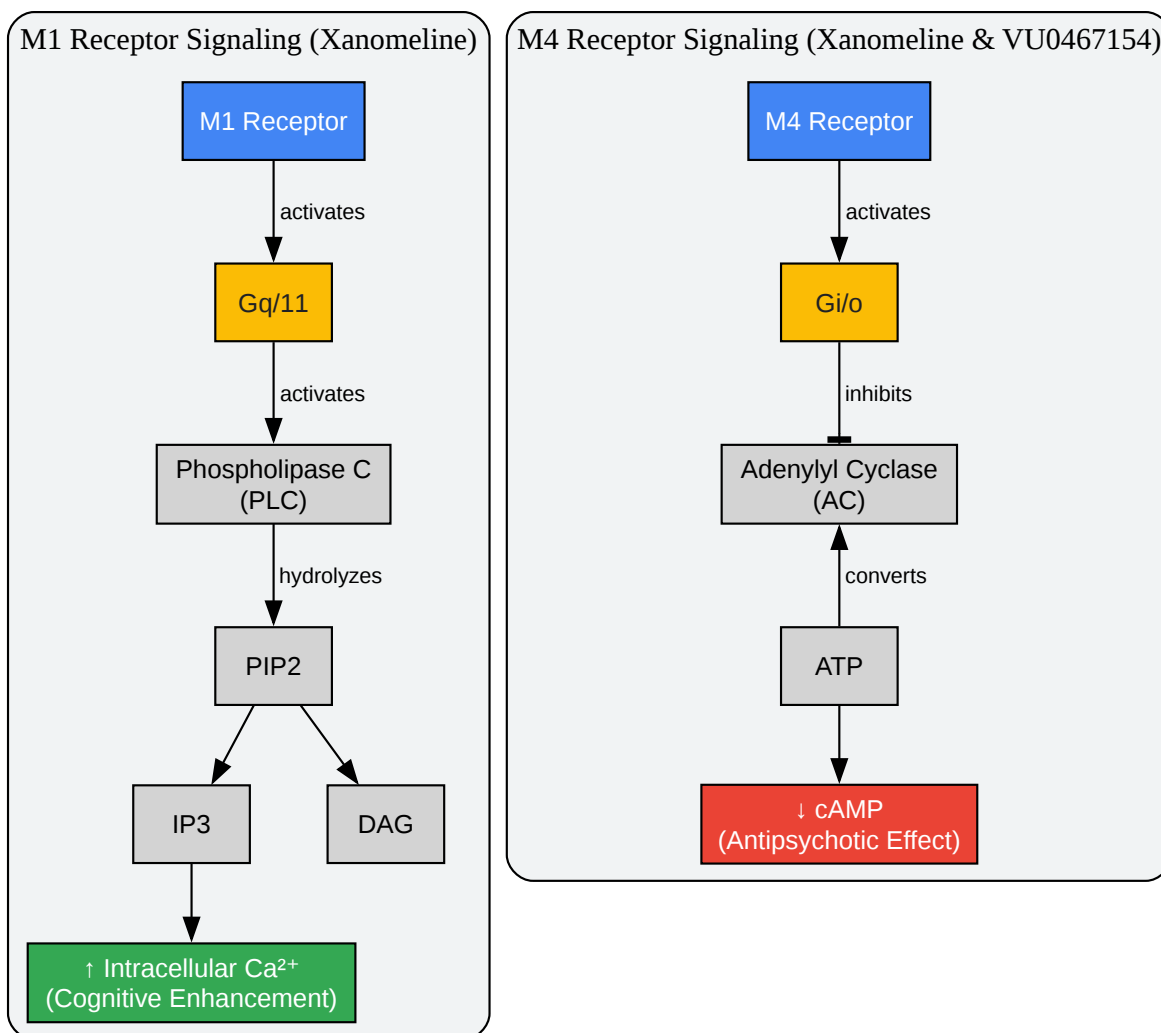 M1 Receptor Signaling (Xanomeline)
M1 Receptor
activates
Gq/11
activates
Phospholipase C
(PLC)
hydrolyzes
PIP2
IP3
DAG
↑ Intracellular Ca²⁺
(Cognitive Enhancement)
M4 Receptor Signaling (Xanomeline & VU0467154)
M4 Receptor
activates
Gi/o
inhibits
Adenylyl Cyclase
(AC)
converts
ATP
↓ cAMP
(Antipsychotic Effect)